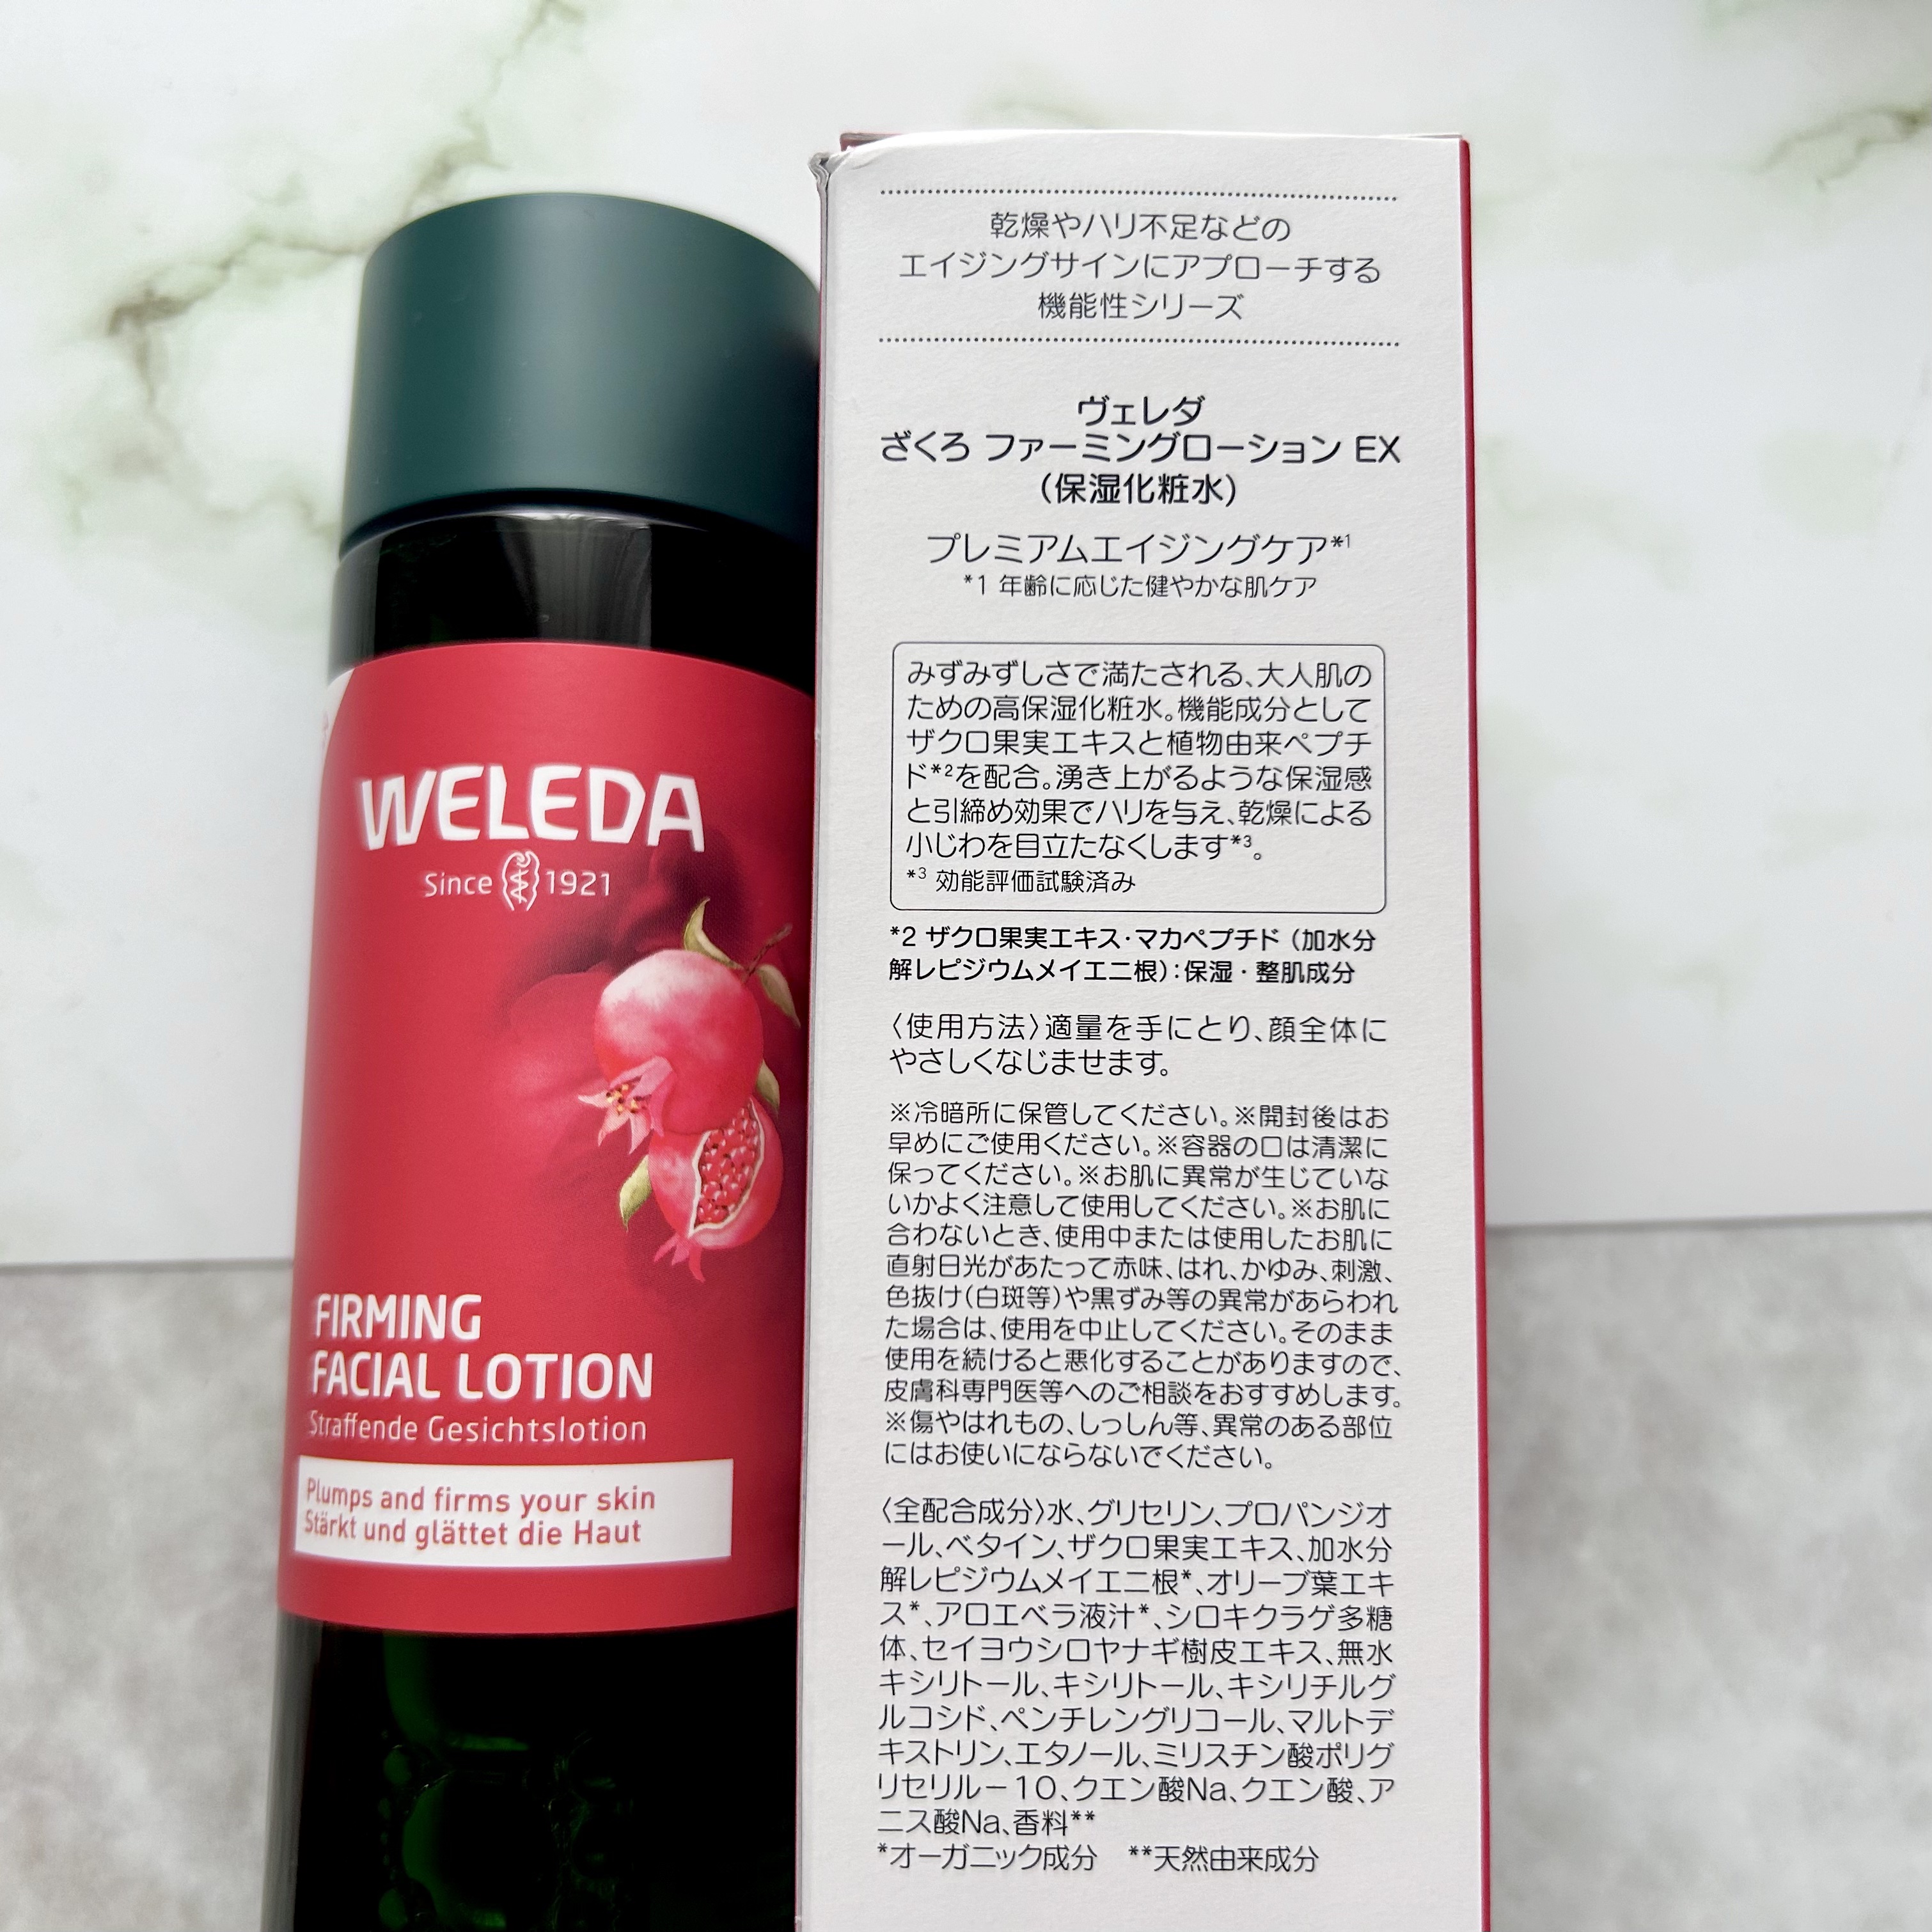 WELEDA
Since 1921
FIRMING
FACIAL LOTION
Straffende Gesichtslotion
Plumps and firms your skin
Stärkt und glättet die Haut
乾燥やハリ不足などの
エイジングサインにアプローチする
機能性シリーズ
ヴェレダ
ざくろ ファーミングローション EX
(保湿化粧水)
プレミアムエイジングケア*1
*1 年齢に応じた健やかな肌ケア
みずみずしさで満たされる、大人肌の
ための高保湿化粧水。機能成分として
ザクロ果実エキスと植物由来ペプチ
ド*2を配合。湧き上がるような保湿感
と引締め効果でハリを与え、乾燥による
小じわを目立たなくします*3。
*3 効能評価試験済み
*2 ザクロ果実エキス・マカペプチド（加水分
解レピジウムメイエニ根）：保湿・整肌成分
〈使用方法〉適量を手にとり、顔全体に
やさしくなじませます。
※冷暗所に保管してください。※開封後はお
早めにご使用ください。※容器の口は清潔に
保ってください。※お肌に異常が生じていな
いかよく注意して使用してください。※お肌に
合わないとき、使用中または使用したお肌に
直射日光があたって赤味、はれ、かゆみ、刺激、
色抜け（白斑等）や黒ずみ等の異常があらわれ
た場合は、使用を中止してください。そのまま
使用を続けると悪化することがありますので、
皮膚科専門医等へのご相談をおすすめします。
※傷やはれもの、しっしん等、異常のある部位
にはお使いにならないでください。
〈全配合成分〉水、グリセリン、プロパンジオ
ール、ベタイン、ザクロ果実エキス、加水分
解レピジウムメイエニ根*、オリーブ葉エキ
ス*、アロエベラ液汁*、シロキクラゲ多糖
体、セイヨウシロヤナギ樹皮エキス、無水
キシリトール、キシリトール、キシリチルグ
ルコシド、ペンチレングリコール、マルトデ
キストリン、エタノール、ミリスチン酸ポリグ
リセリル－10、クエン酸Na、クエン酸、ア
ニス酸Na、香料**
*オーガニック成分　**天然由来成分